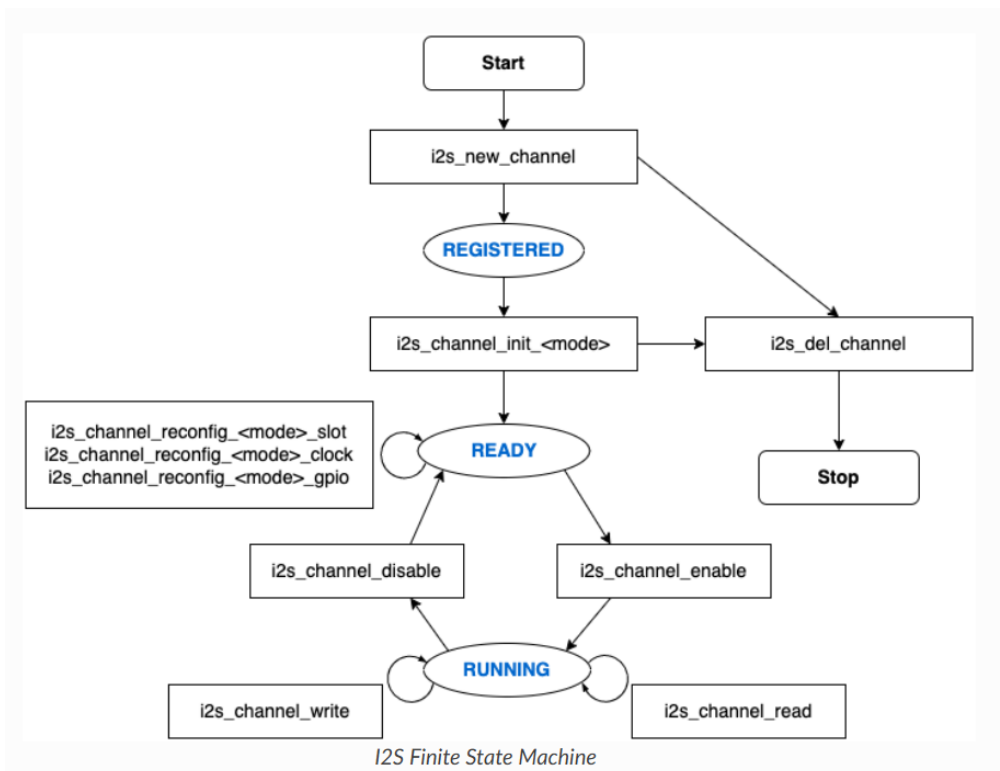 Start
i2s_new_channel
REGISTERED
i2s_channel_init_<mode>
i2s_del_channel
i2s_channel_reconfig_<mode>_slot
i2s_channel_reconfig_<mode>_clock
i2s_channel_reconfig_<mode>_gpio
READY
Stop
i2s_channel_disable
i2s_channel_enable
RUNNING
i2s_channel_write
i2s_channel_read
I2S Finite State Machine